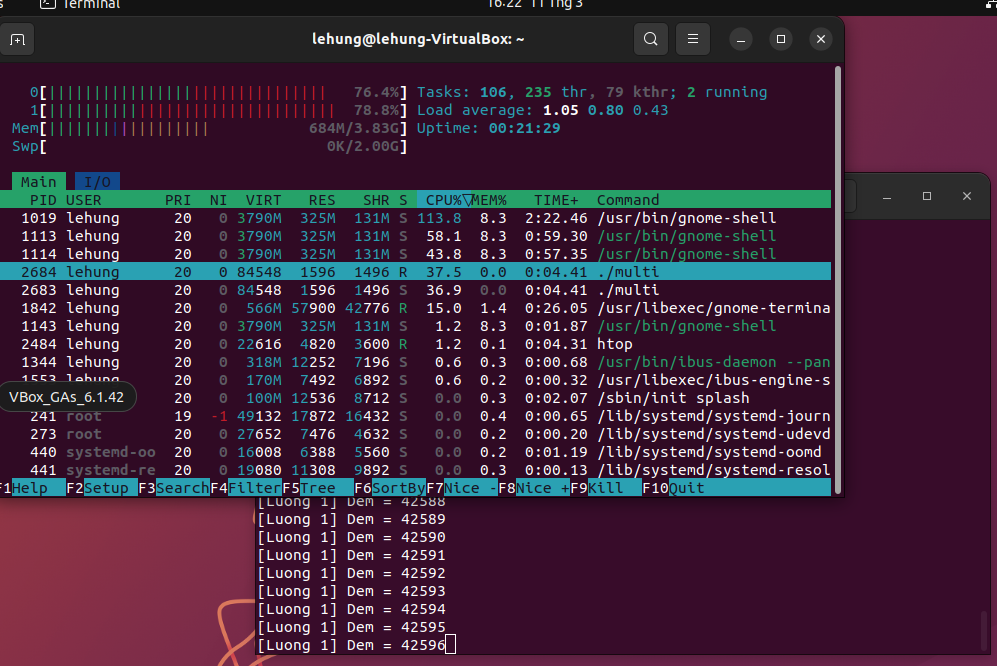 Terminal
16:22 11 Thg 3
lehung@lehung-VirtualBox: ~
0[|||||||||||||||||||||||||||||| 76.4%] Tasks: 106, 235 thr, 79 kthr; 2 running
1[||||||||||||||||||||||||||||||| 78.8%] Load average: 1.05 0.80 0.43
Mem[|||||||||||||||||| 684M/3.83G] Uptime: 00:21:29
Swp[ 0K/2.00G]
Main I/O
PID USER PRI NI VIRT RES SHR S CPU%▽MEM% TIME+ Command
1019 lehung 20 0 3790M 325M 131M S 113.8 8.3 2:22.46 /usr/bin/gnome-shell
1113 lehung 20 0 3790M 325M 131M S 58.1 8.3 0:59.30 /usr/bin/gnome-shell
1114 lehung 20 0 3790M 325M 131M S 43.8 8.3 0:57.35 /usr/bin/gnome-shell
2684 lehung 20 0 84548 1596 1496 R 37.5 0.0 0:04.41 ./multi
2683 lehung 20 0 84548 1596 1496 S 36.9 0.0 0:04.41 ./multi
1842 lehung 20 0 566M 57900 42776 R 15.0 1.4 0:26.05 /usr/libexec/gnome-termina
1143 lehung 20 0 3790M 325M 131M S 1.2 8.3 0:01.87 /usr/bin/gnome-shell
2484 lehung 20 0 22616 4820 3600 R 1.2 0.1 0:04.31 htop
1344 lehung 20 0 318M 12252 7196 S 0.6 0.3 0:00.68 /usr/bin/ibus-daemon --pan
1553 lehung 20 0 170M 7492 6892 S 0.6 0.2 0:00.32 /usr/libexec/ibus-engine-s
20 0 100M 12536 8712 S 0.0 0.3 0:02.07 /sbin/init splash
VBox_GAs_6.1.42
241 root 19 -1 49132 17872 16432 S 0.0 0.4 0:00.65 /lib/systemd/systemd-journ
273 root 20 0 27652 7476 4632 S 0.0 0.2 0:00.20 /lib/systemd/systemd-udevd
440 systemd-oo 20 0 16008 6388 5560 S 0.0 0.2 0:01.19 /lib/systemd/systemd-oomd
441 systemd-re 20 0 19080 11308 9892 S 0.0 0.3 0:00.13 /lib/systemd/systemd-resol
F1Help F2Setup F3SearchF4FilterF5Tree F6SortByF7Nice -F8Nice +F9Kill F10Quit
[Luong 1] Dem = 42588
[Luong 1] Dem = 42589
[Luong 1] Dem = 42590
[Luong 1] Dem = 42591
[Luong 1] Dem = 42592
[Luong 1] Dem = 42593
[Luong 1] Dem = 42594
[Luong 1] Dem = 42595
[Luong 1] Dem = 42596